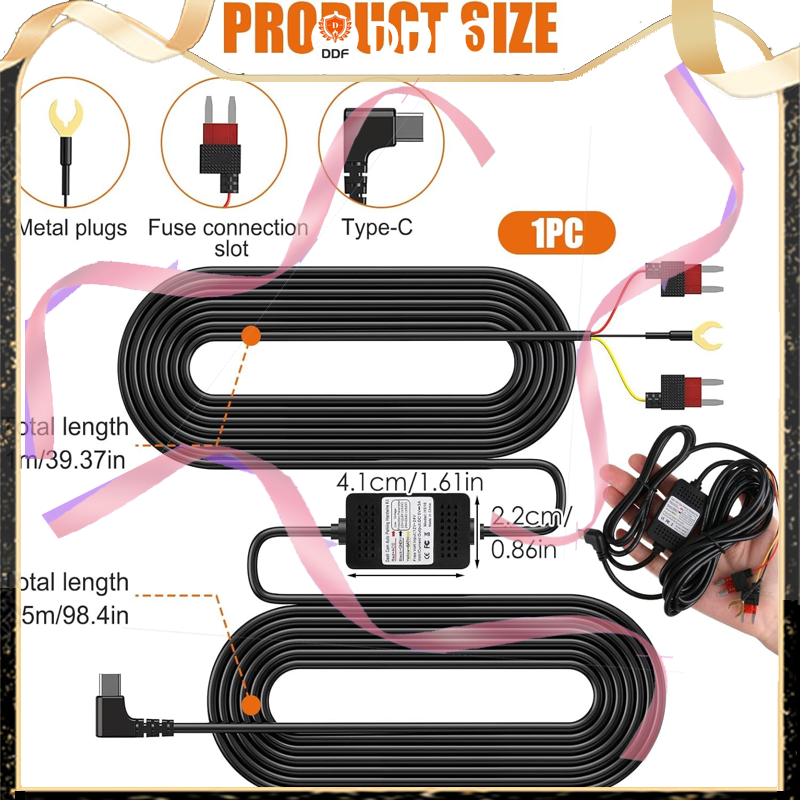 PRODUCT SIZE
DDF
DDF
Metal plugs
Fuse connection
slot
Type-C
1PC
otal length
m/39.37in
4.1cm/1.61in
2.2cm/
0.86in
otal length
5m/98.4in